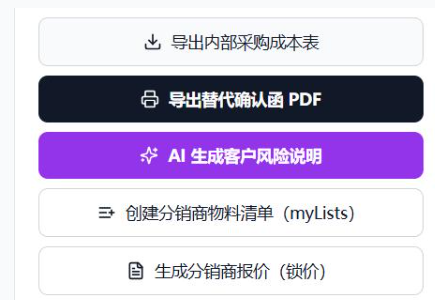 导出内部采购成本表
导出替代确认函 PDF
AI 生成客户风险说明
创建分销商物料清单（myLists）
生成分销商报价（锁价）